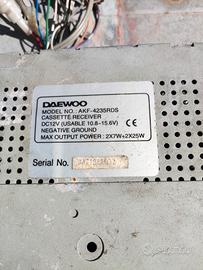 DAEWOO
MODEL NO.: AKF-4235RDS
CASSETTE RECEIVER
DC12V (USABLE 10.8-15.6V)
NEGATIVE GROUND
MAX OUTPUT POWER : 2X7W+2X25W
Serial No.